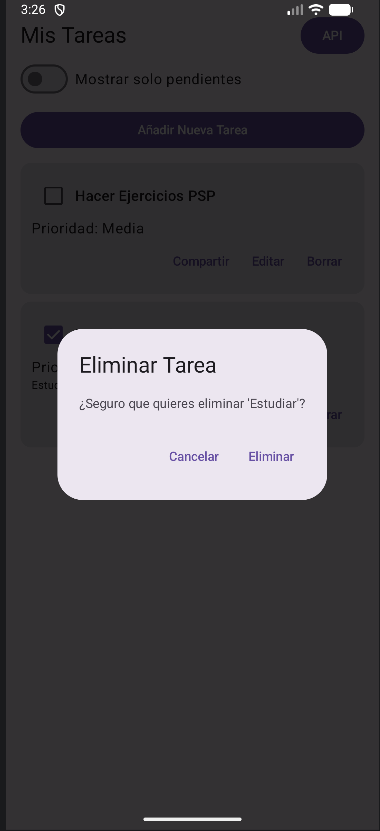 3:26
Mis Tareas
API
Mostrar solo pendientes
Añadir Nueva Tarea
Hacer Ejercicios PSP
Prioridad: Media
Compartir Editar Borrar
Eliminar Tarea
¿Seguro que quieres eliminar 'Estudiar'?
Cancelar Eliminar